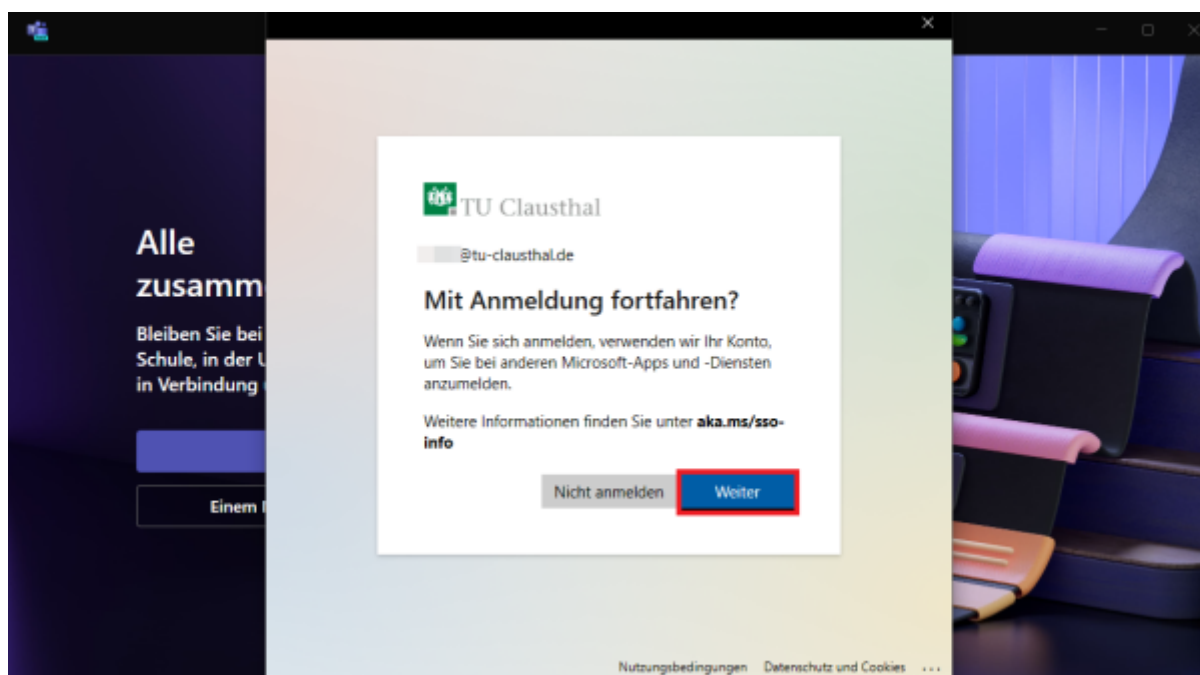 TU Clausthal
@tu-clausthal.de
Mit Anmeldung fortfahren?
Wenn Sie sich anmelden, verwenden wir Ihr Konto,
um Sie bei anderen Microsoft-Apps und -Diensten
anzumelden.
Weitere Informationen finden Sie unter aka.ms/sso-
info
Nicht anmelden
Weiter
Nutzungsbedingungen Datenschutz und Cookies ...
Alle
zusamm
Bleiben Sie bei
Schule, in der
in Verbindung
Einem